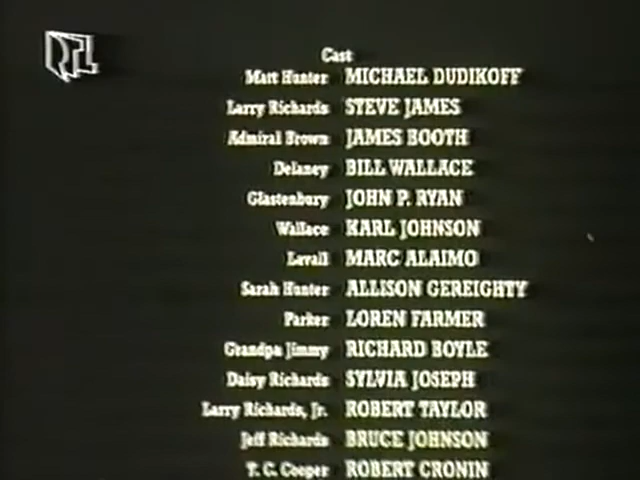 RTL
Cast
Matt Hunter MICHAEL DUDIKOFF
Larry Richards STEVE JAMES
Admiral Brown JAMES BOOTH
Delaney BILL WALLACE
Glastenbury JOHN P. RYAN
Wallace KARL JOHNSON
Levall MARC ALAIMO
Sarah Hunter ALLISON GEREIGHTY
Parker LOREN FARMER
Grandpa Jimmy RICHARD BOYLE
Daisy Richards SYLVIA JOSEPH
Larry Richards, Jr. ROBERT TAYLOR
Jeff Richards BRUCE JOHNSON
T. C. Cooper ROBERT CRONIN